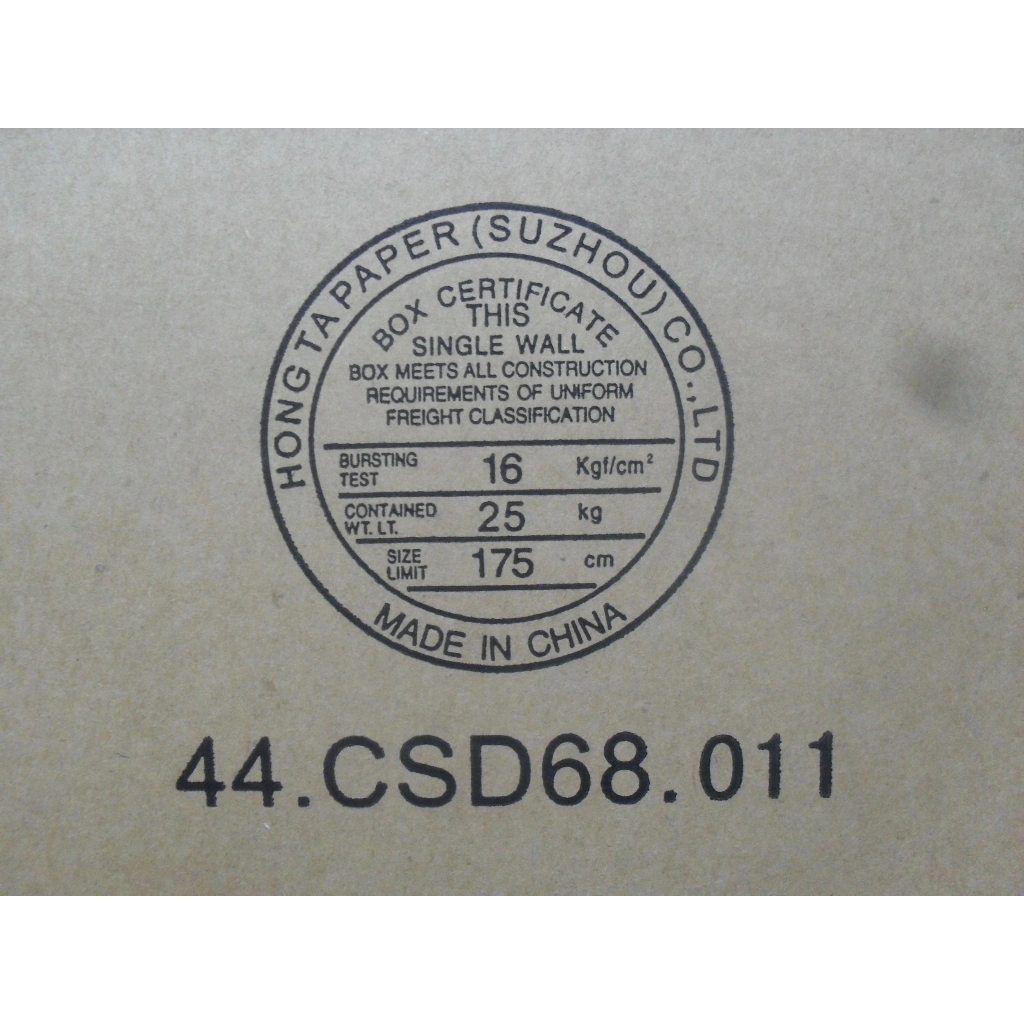 HONG TA PAPER (SUZHOU) CO.,LTD
BOX CERTIFICATE
THIS
SINGLE WALL
BOX MEETS ALL CONSTRUCTION
REQUIREMENTS OF UNIFORM
FREIGHT CLASSIFICATION
BURSTING TEST 16 Kgf/cm²
CONTAINED WT. LT. 25 kg
SIZE LIMIT 175 cm
MADE IN CHINA
44.CSD68.011